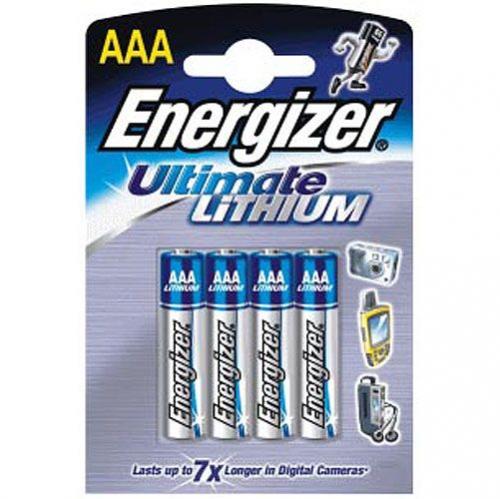 AAA
Energizer®
Ultimate
LiTHiUM
AAA AAA AAA AAA
LITHIUM LITHIUM LITHIUM LITHIUM
Energizer Energizer Energizer Energizer
Lasts up to 7x Longer in Digital Cameras*